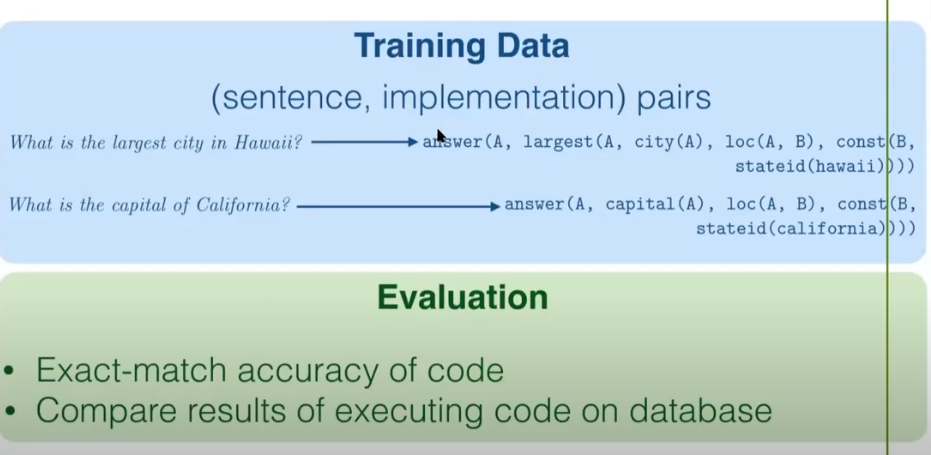 Training Data
(sentence, implementation) pairs
What is the largest city in Hawaii? answer(A, largest(A, city(A), loc(A, B), const(B,
stateid(hawaii))))
What is the capital of California? answer(A, capital(A), loc(A, B), const(B,
stateid(california))))
Evaluation
• Exact-match accuracy of code
• Compare results of executing code on database